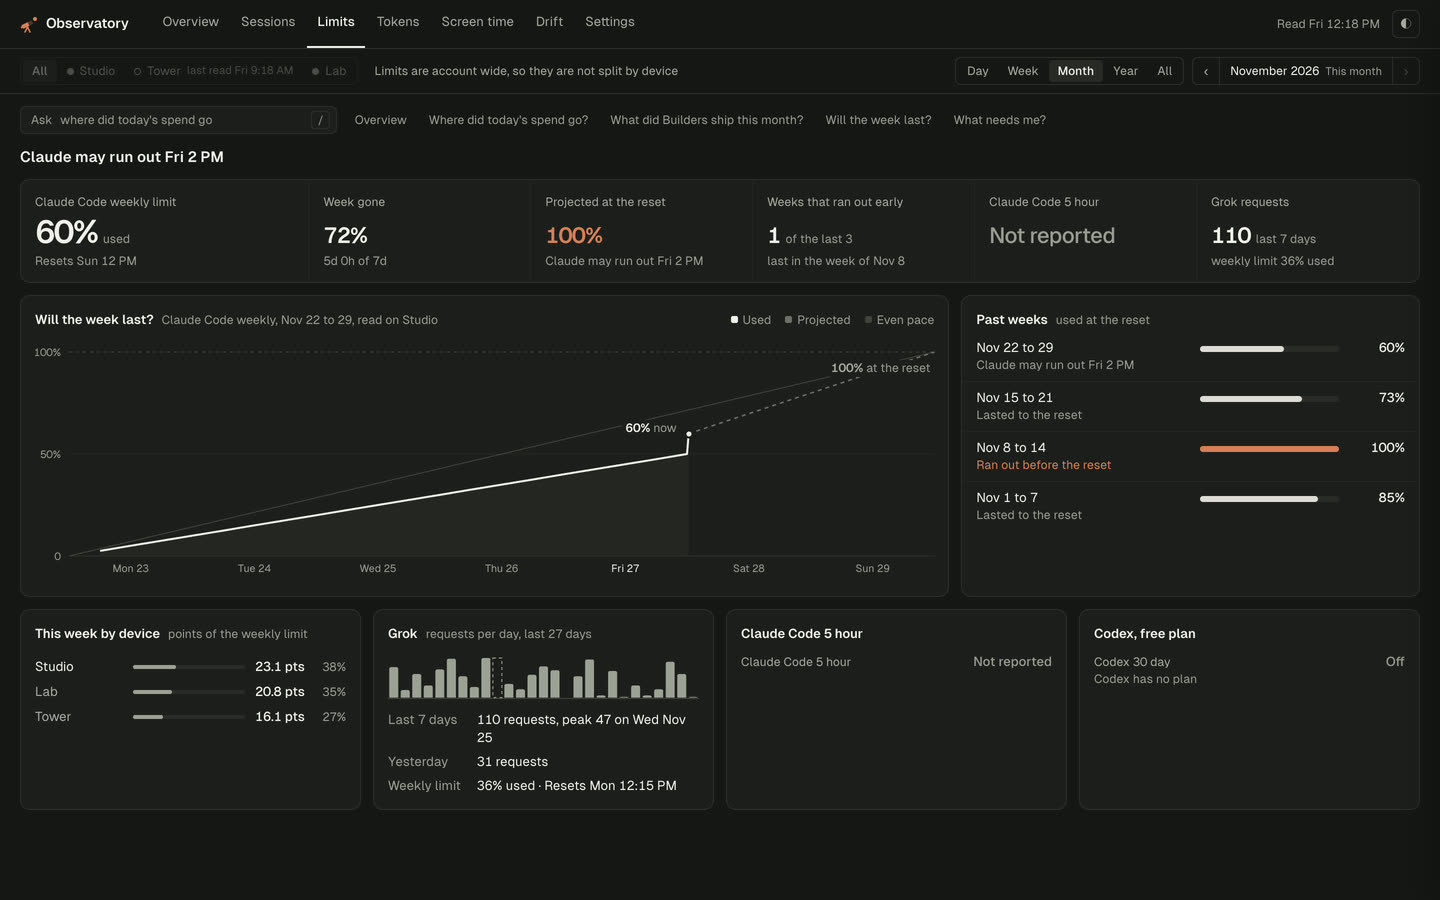 Observatory Overview Sessions Limits Tokens Screen time Drift Settings Read Fri 12:18 PM
All Studio Tower last read Fri 9:18 AM Lab Limits are account wide, so they are not split by device Day Week Month Year All ‹ November 2026 This month ›
Ask where did today's spend go / Overview Where did today's spend go? What did Builders ship this month? Will the week last? What needs me?
Claude may run out Fri 2 PM
Claude Code weekly limit
60% used
Resets Sun 12 PM
Week gone
72%
5d 0h of 7d
Projected at the reset
100%
Claude may run out Fri 2 PM
Weeks that ran out early
1 of the last 3
last in the week of Nov 8
Claude Code 5 hour
Not reported
Grok requests
110 last 7 days
weekly limit 36% used
Will the week last? Claude Code weekly, Nov 22 to 29, read on Studio Used Projected Even pace
100%
100% at the reset
60% now
50%
0
Mon 23 Tue 24 Wed 25 Thu 26 Fri 27 Sat 28 Sun 29
Past weeks used at the reset
Nov 22 to 29 60%
Claude may run out Fri 2 PM
Nov 15 to 21 73%
Lasted to the reset
Nov 8 to 14 100%
Ran out before the reset
Nov 1 to 7 85%
Lasted to the reset
This week by device points of the weekly limit
Studio 23.1 pts 38%
Lab 20.8 pts 35%
Tower 16.1 pts 27%
Grok requests per day, last 27 days
Last 7 days 110 requests, peak 47 on Wed Nov
25
Yesterday 31 requests
Weekly limit 36% used · Resets Mon 12:15 PM
Claude Code 5 hour
Claude Code 5 hour Not reported
Codex, free plan
Codex 30 day Off
Codex has no plan